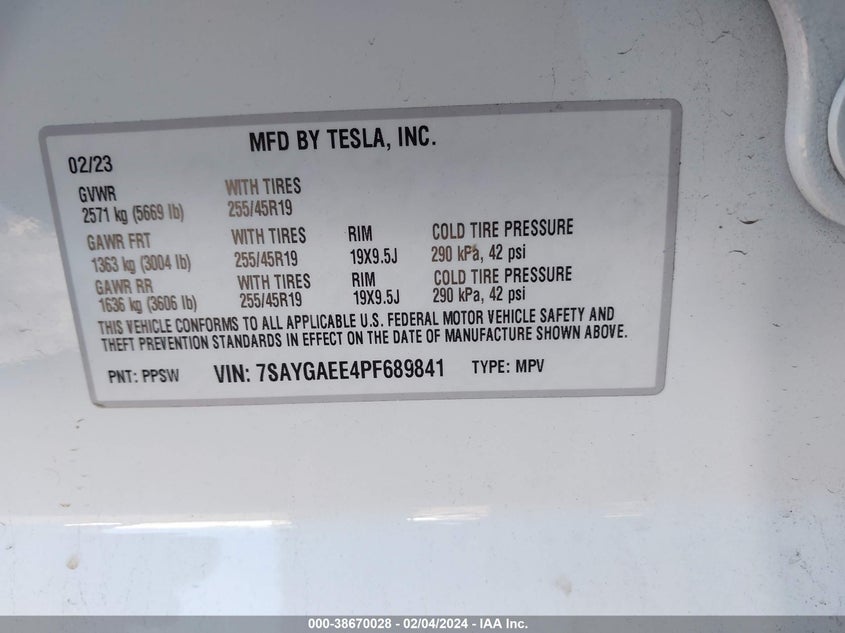 MFD BY TESLA, INC.
02/23
GVWR WITH TIRES
2571 kg (5669 lb) 255/45R19
GAWR FRT WITH TIRES RIM COLD TIRE PRESSURE
1363 kg (3004 lb) 255/45R19 19X9.5J 290 kPa, 42 psi
GAWR RR WITH TIRES RIM COLD TIRE PRESSURE
1636 kg (3606 lb) 255/45R19 19X9.5J 290 kPa, 42 psi
THIS VEHICLE CONFORMS TO ALL APPLICABLE U.S. FEDERAL MOTOR VEHICLE SAFETY AND
THEFT PREVENTION STANDARDS IN EFFECT ON THE DATE OF MANUFACTURE SHOWN ABOVE.
PNT: PPSW VIN: 7SAYGAEE4PF689841 TYPE: MPV
000-38670028 - 02/04/2024 - IAA Inc.